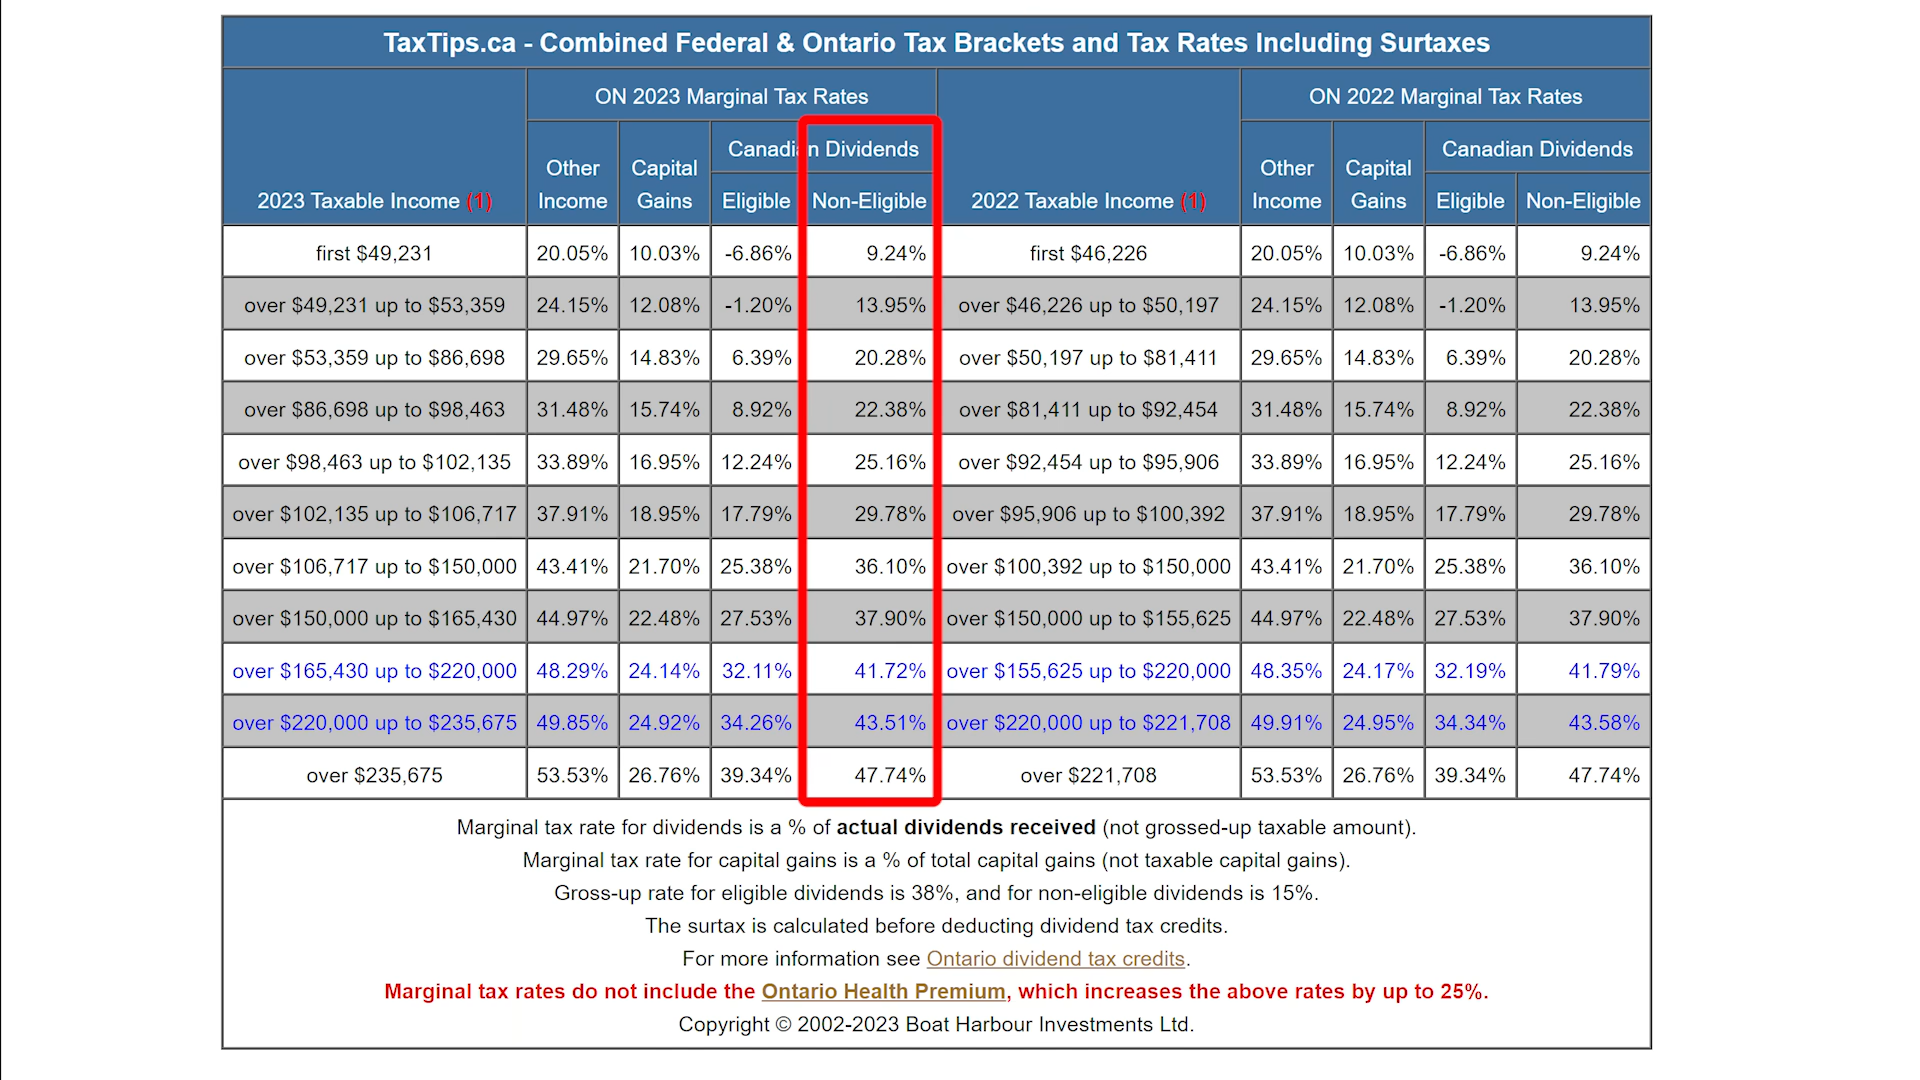 TaxTips.ca - Combined Federal & Ontario Tax Brackets and Tax Rates Including Surtaxes
2023 Taxable Income (1) ON 2023 Marginal Tax Rates 2022 Taxable Income (1) ON 2022 Marginal Tax Rates
Other Income Capital Gains Canadian Dividends Other Income Capital Gains Canadian Dividends
Eligible Non-Eligible Eligible Non-Eligible
first $49,231 20.05% 10.03% -6.86% 9.24% first $46,226 20.05% 10.03% -6.86% 9.24%
over $49,231 up to $53,359 24.15% 12.08% -1.20% 13.95% over $46,226 up to $50,197 24.15% 12.08% -1.20% 13.95%
over $53,359 up to $86,698 29.65% 14.83% 6.39% 20.28% over $50,197 up to $81,411 29.65% 14.83% 6.39% 20.28%
over $86,698 up to $98,463 31.48% 15.74% 8.92% 22.38% over $81,411 up to $92,454 31.48% 15.74% 8.92% 22.38%
over $98,463 up to $102,135 33.89% 16.95% 12.24% 25.16% over $92,454 up to $95,906 33.89% 16.95% 12.24% 25.16%
over $102,135 up to $106,717 37.91% 18.95% 17.79% 29.78% over $95,906 up to $100,392 37.91% 18.95% 17.79% 29.78%
over $106,717 up to $150,000 43.41% 21.70% 25.38% 36.10% over $100,392 up to $150,000 43.41% 21.70% 25.38% 36.10%
over $150,000 up to $165,430 44.97% 22.48% 27.53% 37.90% over $150,000 up to $155,625 44.97% 22.48% 27.53% 37.90%
over $165,430 up to $220,000 48.29% 24.14% 32.11% 41.72% over $155,625 up to $220,000 48.35% 24.17% 32.19% 41.79%
over $220,000 up to $235,675 49.85% 24.92% 34.26% 43.51% over $220,000 up to $221,708 49.91% 24.95% 34.34% 43.58%
over $235,675 53.53% 26.76% 39.34% 47.74% over $221,708 53.53% 26.76% 39.34% 47.74%
Marginal tax rate for dividends is a % of actual dividends received (not grossed-up taxable amount).
Marginal tax rate for capital gains is a % of total capital gains (not taxable capital gains).
Gross-up rate for eligible dividends is 38%, and for non-eligible dividends is 15%.
The surtax is calculated before deducting dividend tax credits.
For more information see Ontario dividend tax credits.
Marginal tax rates do not include the Ontario Health Premium, which increases the above rates by up to 25%.
Copyright © 2002-2023 Boat Harbour Investments Ltd.